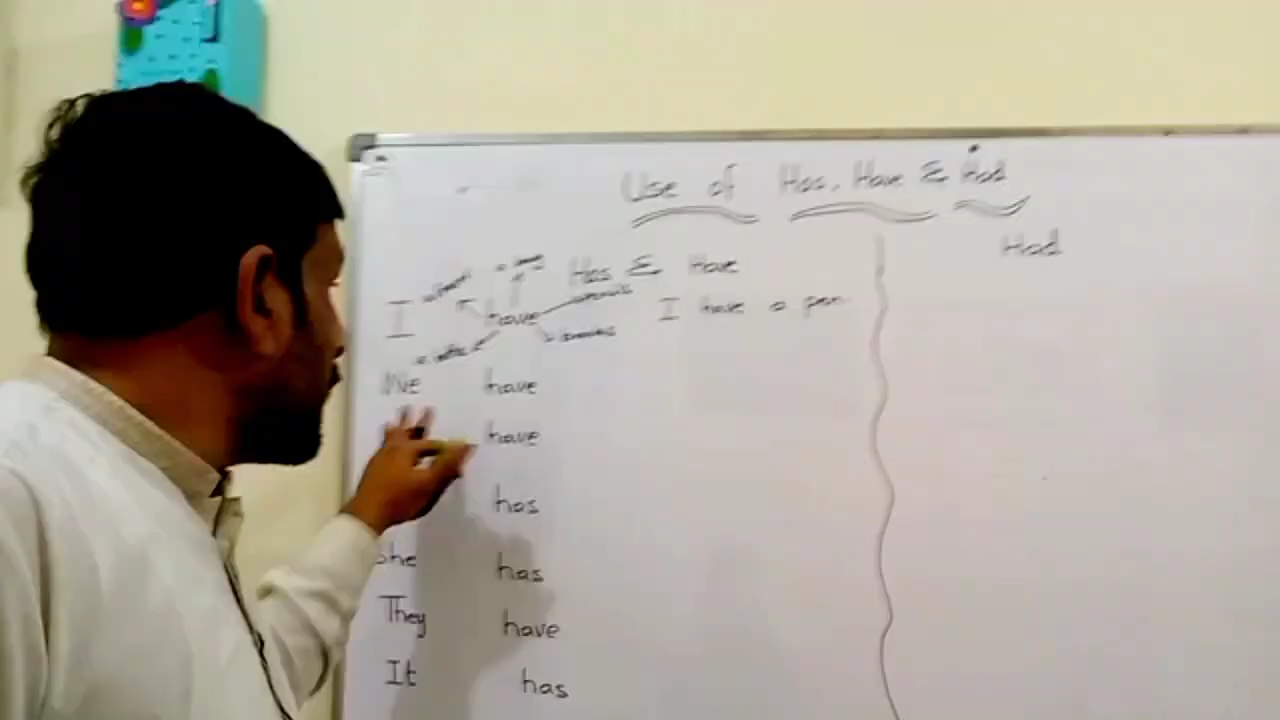 Use of Has, Have & Had
Has & Have
Had
I have
I have a pen.
We have
have
has
She has
They have
It has